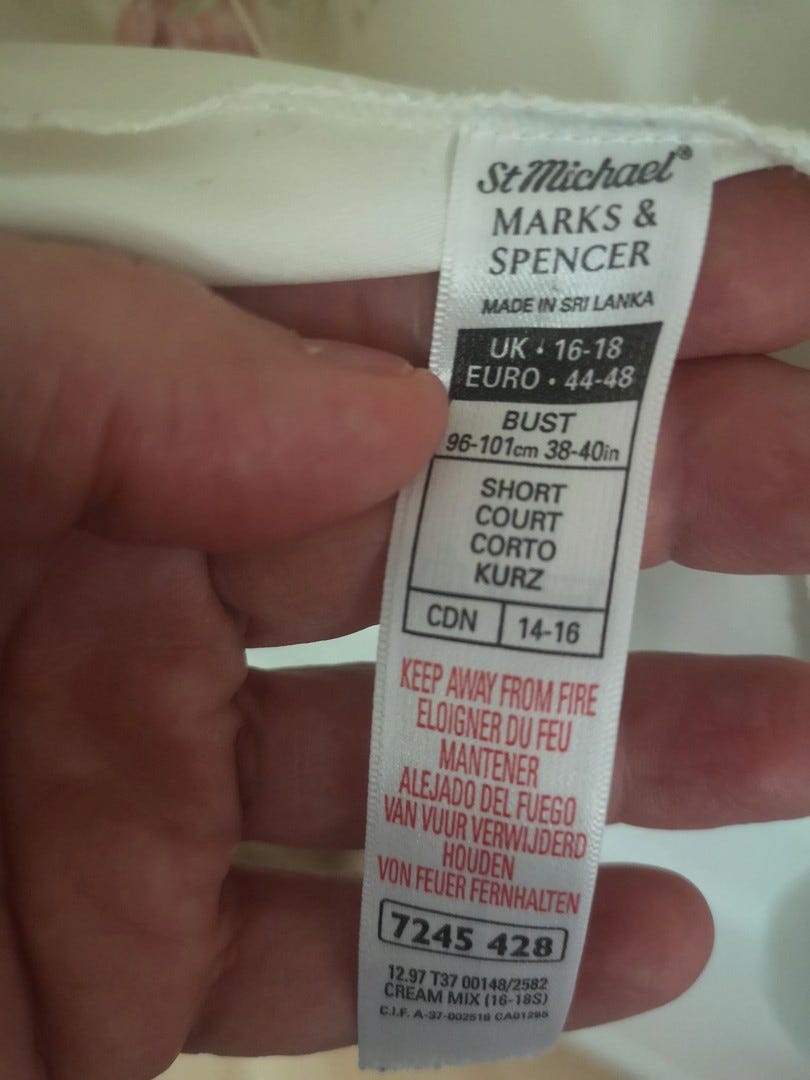 St Michael®
MARKS &
SPENCER
MADE IN SRI LANKA
UK • 16-18
EURO • 44-48
BUST
96-101cm 38-40in
SHORT
COURT
CORTO
KURZ
CDN 14-16
KEEP AWAY FROM FIRE
ELOIGNER DU FEU
MANTENER
ALEJADO DEL FUEGO
VAN VUUR VERWIJDERD
HOUDEN
VON FEUER FERNHALTEN
7245 428
12.97 T37 00148/2582
CREAM MIX (16-18S)
C.I.F. A-37-002518 CA01295